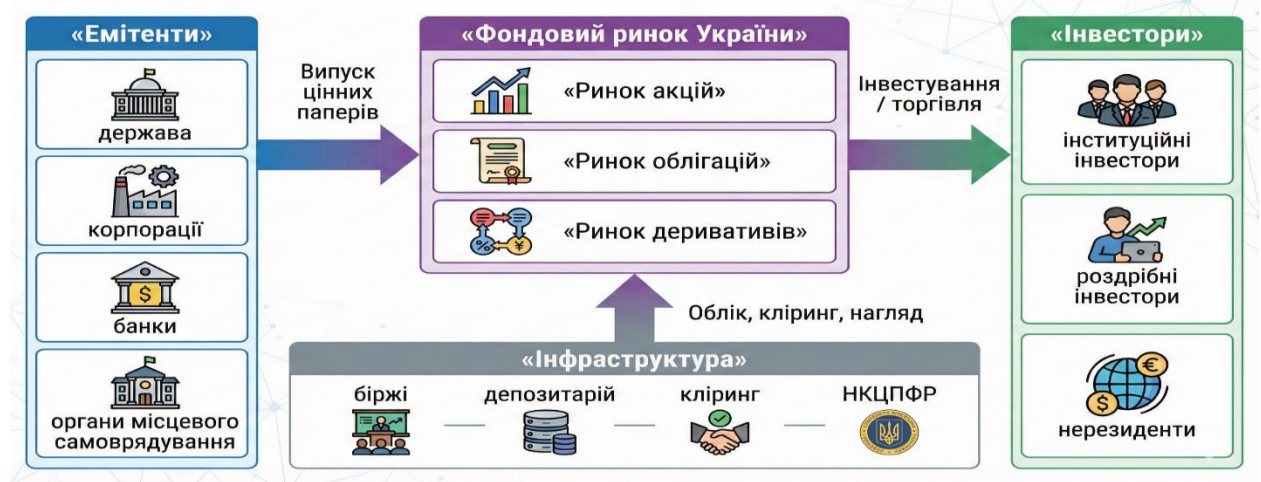 «Емітенти»
держава
корпорації
банки
органи місцевого
самоврядування
Випуск
цінних
паперів
«Фондовий ринок України»
«Ринок акцій»
«Ринок облігацій»
«Ринок деривативів»
Інвестування
/ торгівля
«Інвестори»
інституційні
інвестори
роздрібні
інвестори
нерезиденти
Облік, кліринг, нагляд
«Інфраструктура»
біржі
депозитарій
кліринг
НКЦПФР